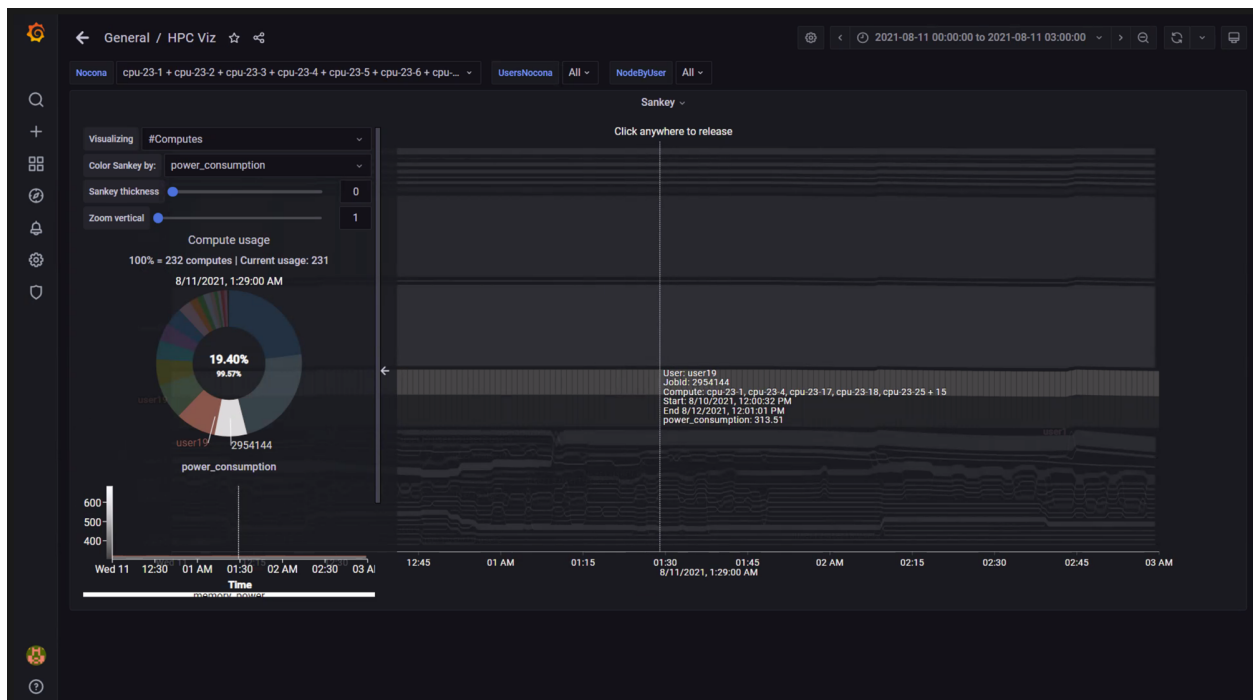 General / HPC Viz
2021-08-11 00:00:00 to 2021-08-11 03:00:00
Nocona cpu-23-1 + cpu-23-2 + cpu-23-3 + cpu-23-4 + cpu-23-5 + cpu-23-6 + cpu-... UsersNocona All NodeByUser All
Sankey
Click anywhere to release
Visualizing #Computes
Color Sankey by: power_consumption
Sankey thickness 0
Zoom vertical 1
Compute usage
100% = 232 computes | Current usage: 231
8/11/2021, 1:29:00 AM
19.40%
99.57%
user19
2954144
User: user19
JobId: 2954144
Compute: cpu-23-1, cpu-23-4, cpu-23-17, cpu-23-18, cpu-23-25 + 15
Start: 8/10/2021, 12:00:32 PM
End 8/12/2021, 12:01:01 PM
power_consumption: 313.51
power_consumption
600
500
400
Wed 11 12:30 01 AM 01:30 02 AM 02:30 03 A
Time
memory_power
12:45 01 AM 01:15 01:30 01:45 02 AM 02:15 02:30 02:45 03 AM
8/11/2021, 1:29:00 AM